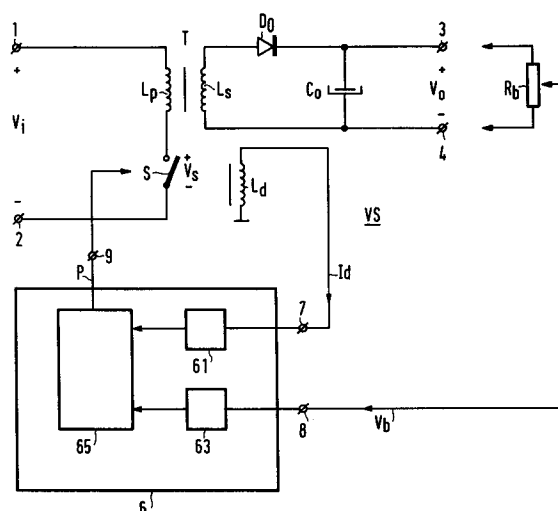 1
T
D0
3
+
Lp
Ls
Co
+
Vo
-
Rb
Vi
4
S
+
Vs
-
Ld
-
2
VS
9
P
Id
7
61
8
Vb
65
63
6